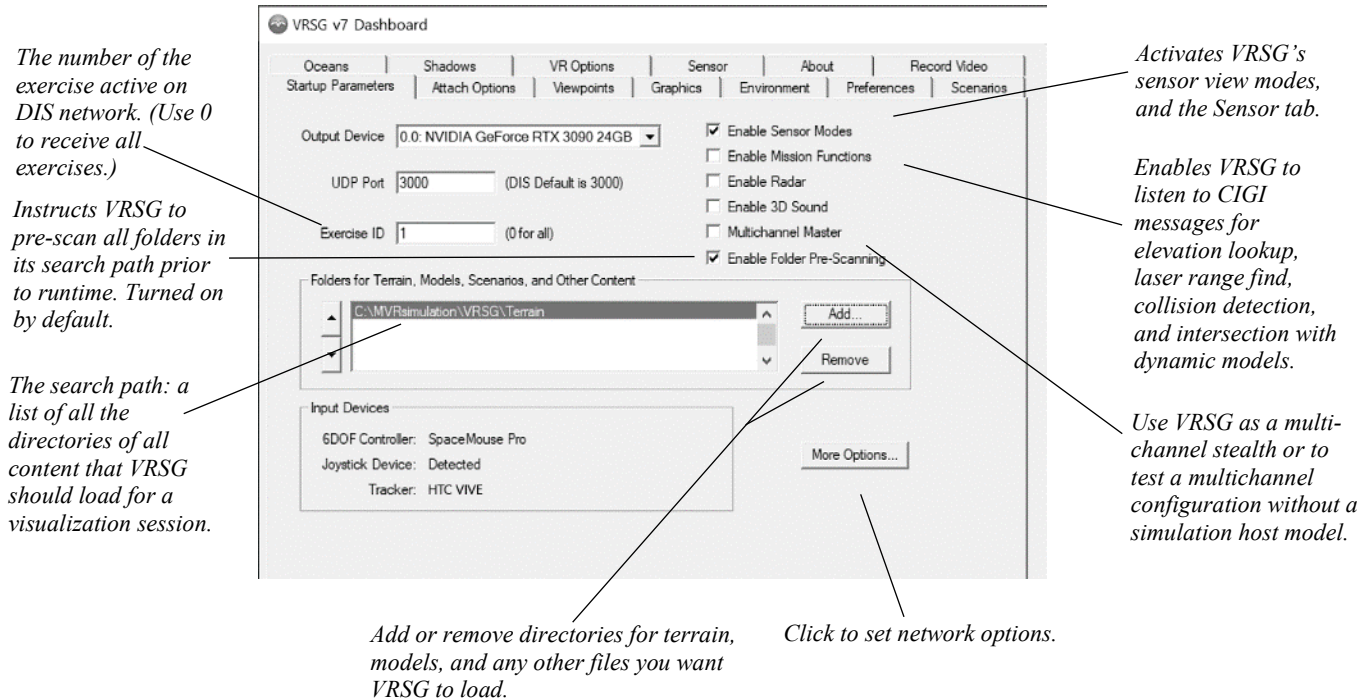 VRSG v7 Dashboard
The number of the
exercise active on
DIS network. (Use 0
to receive all
exercises.)
Instructs VRSG to
pre-scan all folders in
its search path prior
to runtime. Turned on
by default.
The search path: a
list of all the
directories of all
content that VRSG
should load for a
visualization session.
Oceans Shadows VR Options Sensor About Record Video
Startup Parameters Attach Options Viewpoints Graphics Environment Preferences Scenarios
Output Device 0.0: NVIDIA GeForce RTX 3090 24GB
UDP Port 3000 (DIS Default is 3000)
Exercise ID 1 (0 for all)
Enable Sensor Modes
Enable Mission Functions
Enable Radar
Enable 3D Sound
Multichannel Master
Enable Folder Pre-Scanning
Folders for Terrain, Models, Scenarios, and Other Content
C:\MVRsimulation\VRSG\Terrain
Add...
Remove
Input Devices
6DOF Controller: SpaceMouse Pro
Joystick Device: Detected
Tracker: HTC VIVE
More Options...
Activates VRSG’s
sensor view modes,
and the Sensor tab.
Enables VRSG to
listen to CIGI
messages for
elevation lookup,
laser range find,
collision detection,
and intersection with
dynamic models.
Use VRSG as a multi-
channel stealth or to
test a multichannel
configuration without a
simulation host model.
Add or remove directories for terrain,
models, and any other files you want
VRSG to load.
Click to set network options.